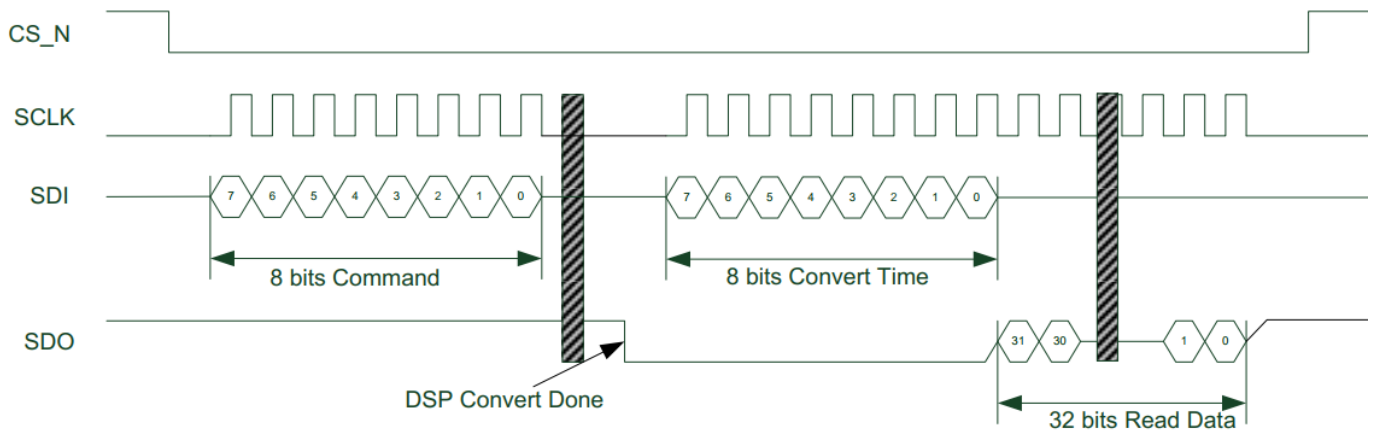 CS_N
SCLK
SDI
7 6 5 4 3 2 1 0 7 6 5 4 3 2 1 0
8 bits Command
8 bits Convert Time
SDO
31 30 1 0
DSP Convert Done
32 bits Read Data